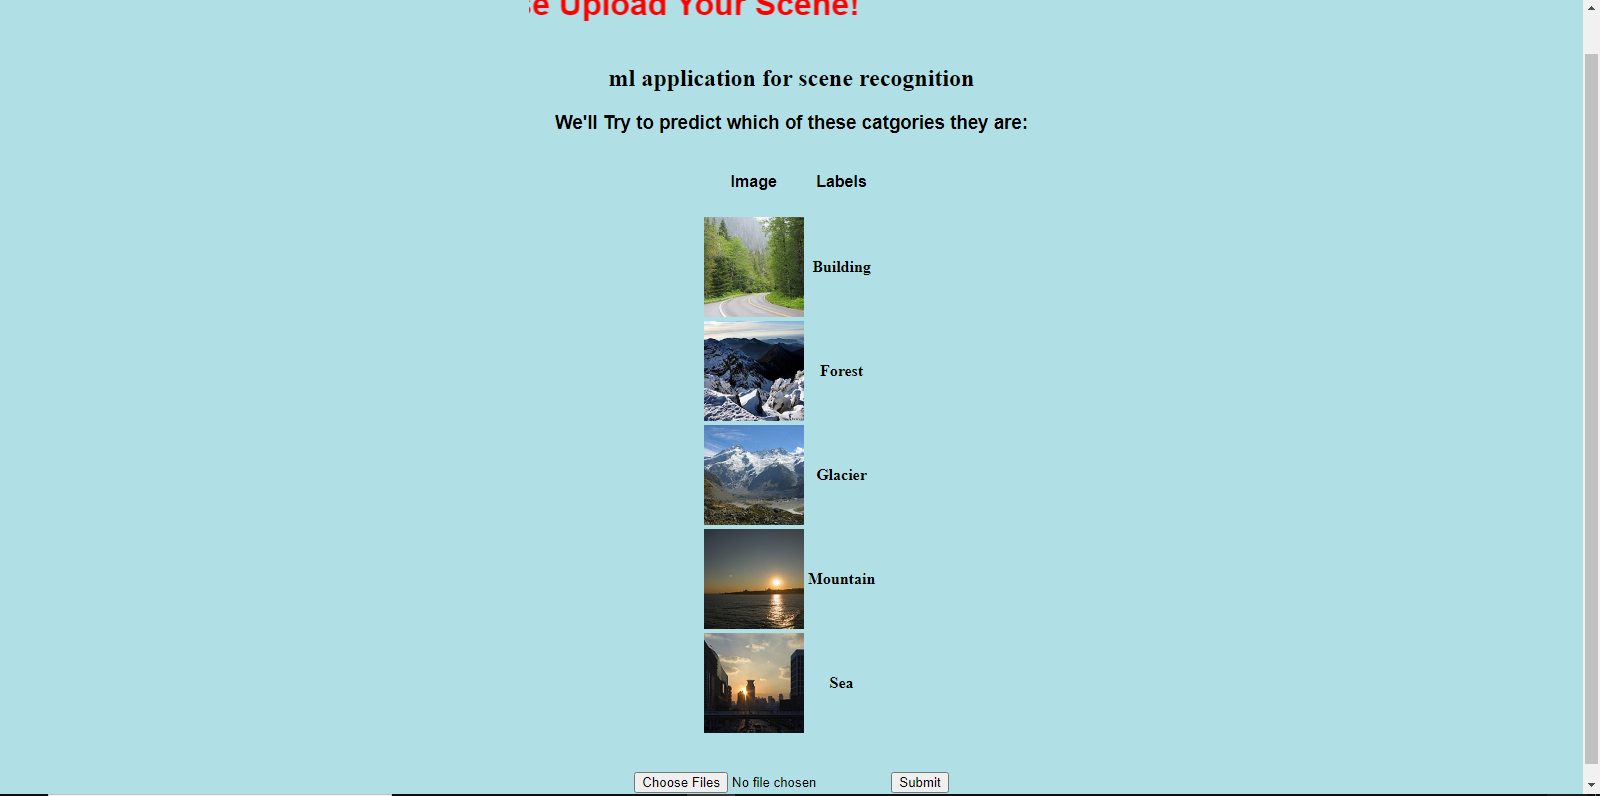 e Upload Your Scene!
ml application for scene recognition
We'll Try to predict which of these catgories they are:
Image Labels
Building
Forest
Glacier
Mountain
Sea
Choose Files No file chosen Submit